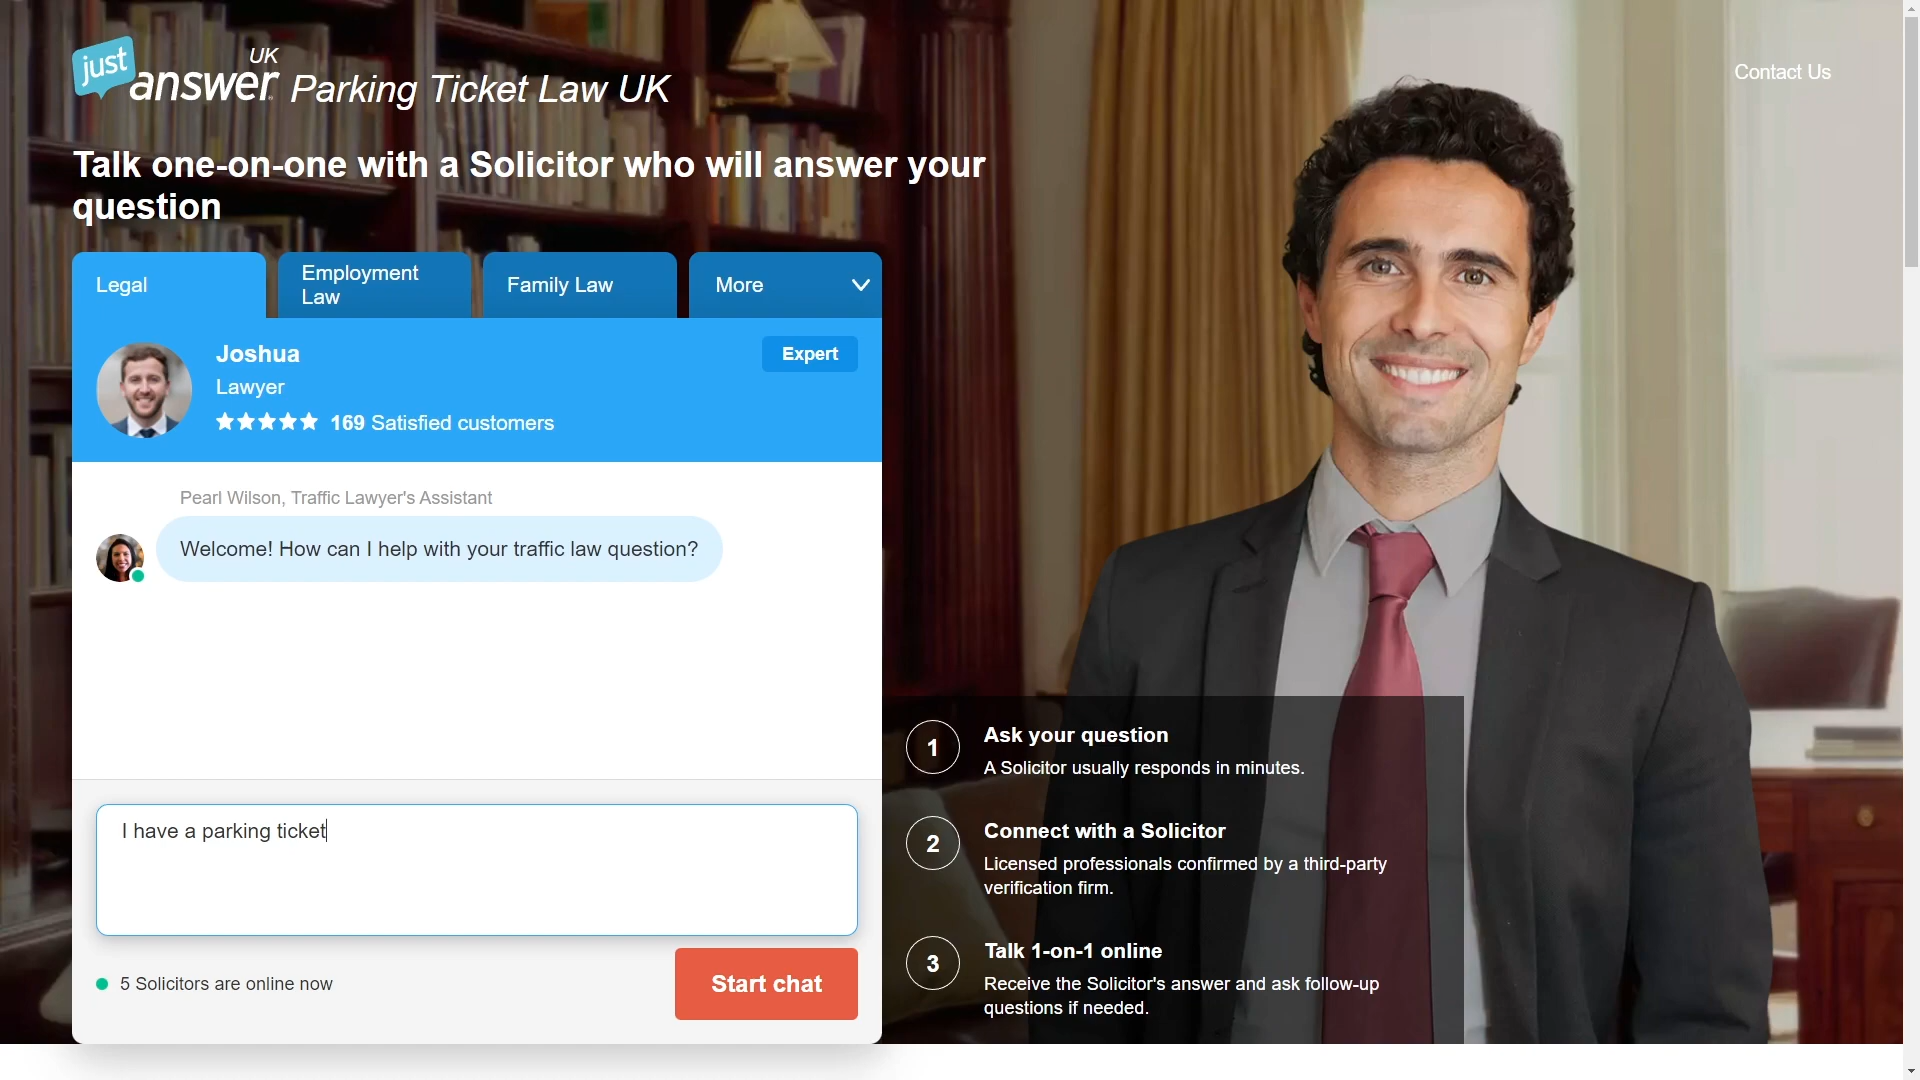 just
answer
UK
Parking Ticket Law UK
Contact Us
Talk one-on-one with a Solicitor who will answer your
question
Legal
Employment
Law
Family Law
More
Joshua
Expert
Lawyer
169 Satisfied customers
Pearl Wilson, Traffic Lawyer's Assistant
Welcome! How can I help with your traffic law question?
I have a parking ticket
5 Solicitors are online now
Start chat
1
Ask your question
A Solicitor usually responds in minutes.
2
Connect with a Solicitor
Licensed professionals confirmed by a third-party
verification firm.
3
Talk 1-on-1 online
Receive the Solicitor's answer and ask follow-up
questions if needed.